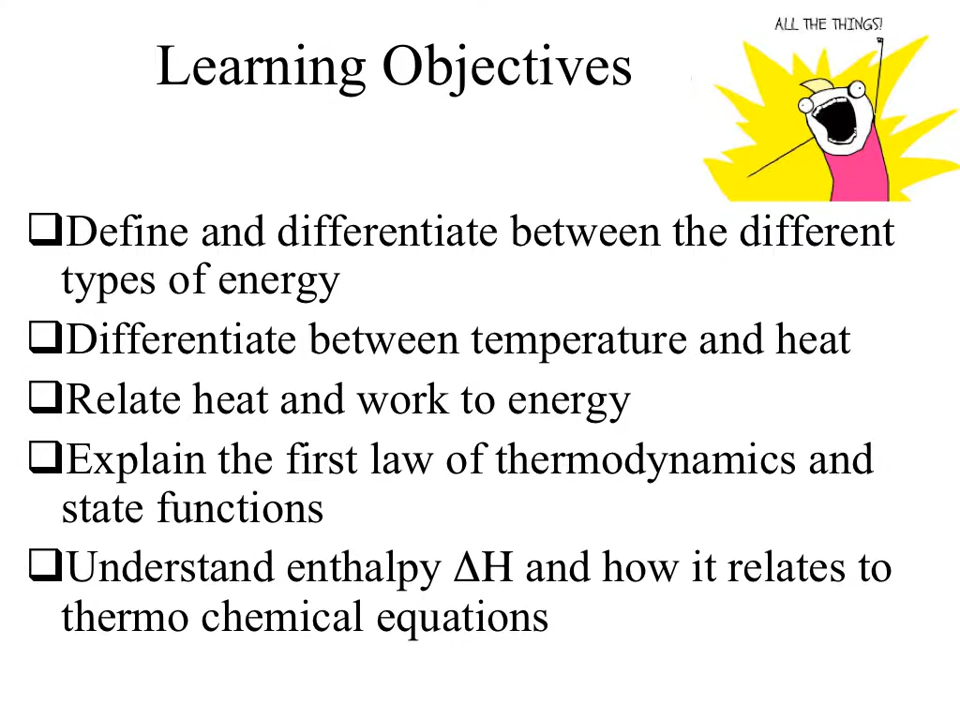 ALL THE THINGS!
Learning Objectives
❑Define and differentiate between the different
types of energy
❑Differentiate between temperature and heat
❑Relate heat and work to energy
❑Explain the first law of thermodynamics and
state functions
❑Understand enthalpy ΔH and how it relates to
thermo chemical equations